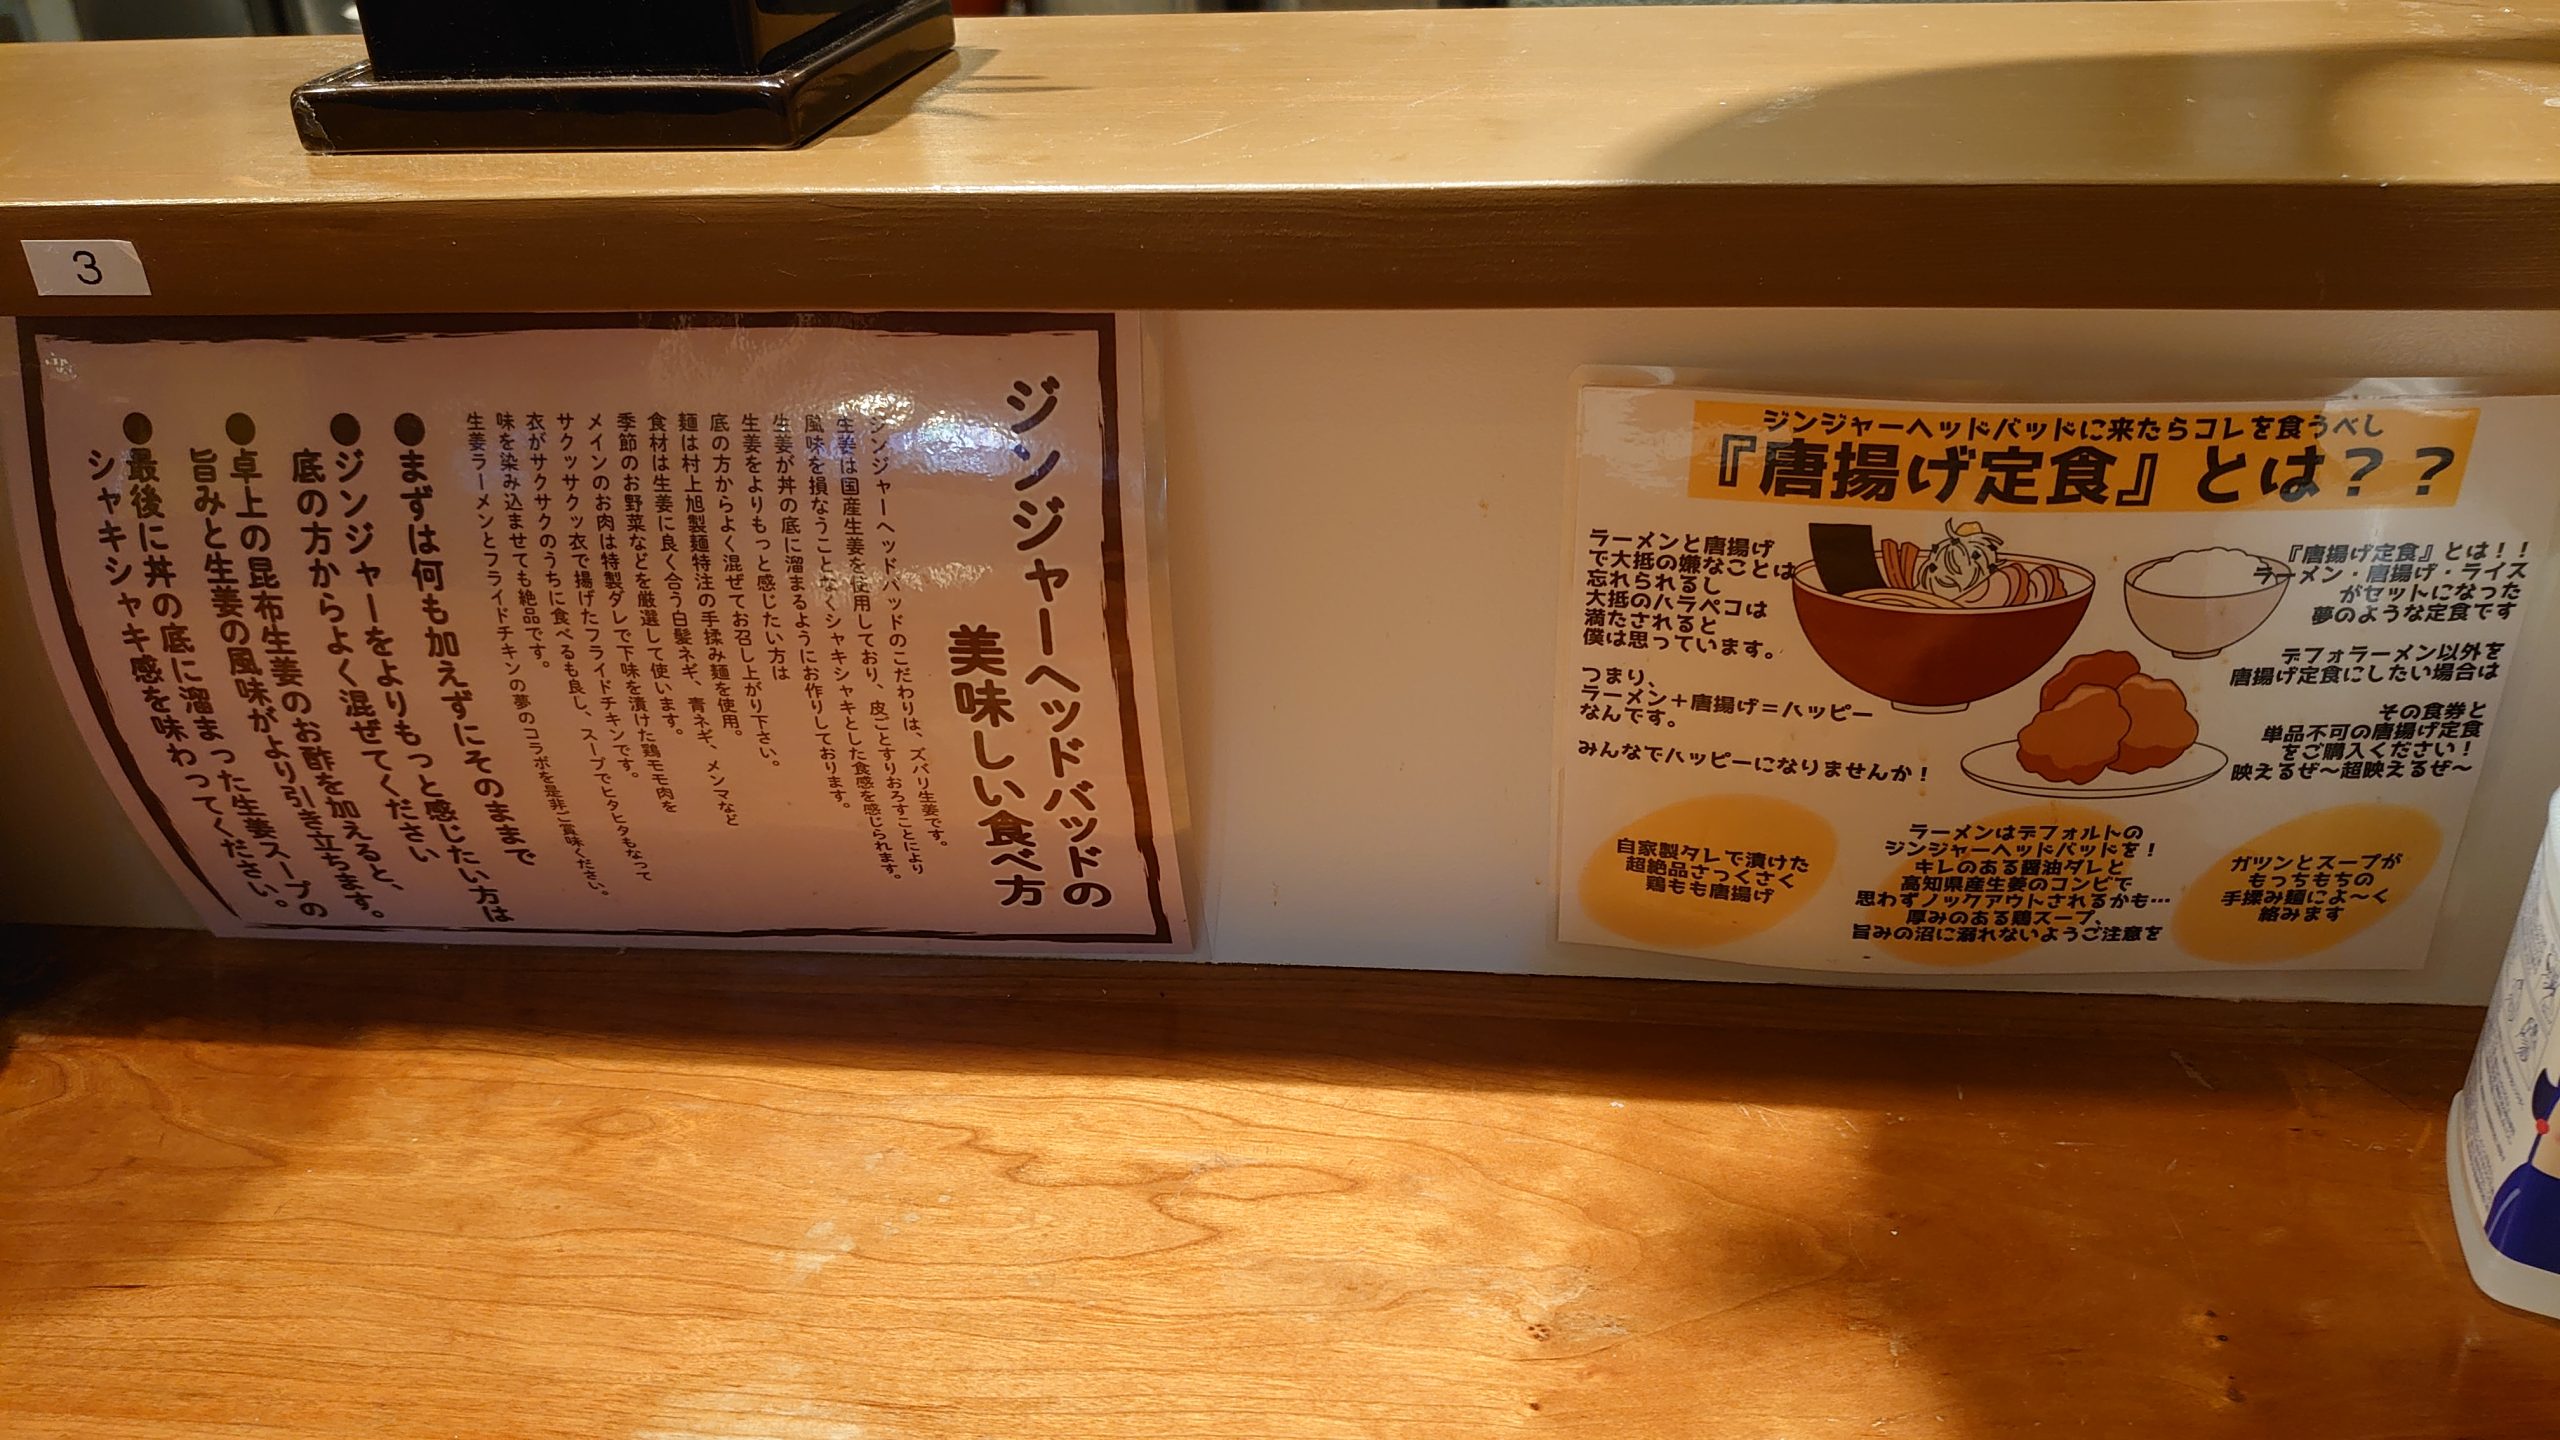 3
ジンジャーヘッドバッドの
美味しい食べ方
ジンジャーヘッドバッドのこだわりは、ズバリ生姜です。
生姜は国産生姜を使用しており、皮ごとすりおろすことにより
風味を損なうことなくシャキシャキとした食感を感じられます。
生姜が丼の底に溜まるようにお作りしております。
生姜をよりもっと感じたい方は
底の方からよく混ぜてお召し上がり下さい。
麺は村上旭製麺特注の手揉み麺を使用。
食材は生姜に良く合う白髪ネギ、青ネギ、メンマなど
季節のお野菜などを厳選して使います。
メインのお肉は特製ダレで下味を漬けた鶏モモ肉を
サクッサクッ衣で揚げたフライドチキンです。
衣がサクサクのうちに食べるも良し、スープでヒタヒタもなって
味を染み込ませても絶品です。
生姜ラーメンとフライドチキンの夢のコラボを是非ご賞味ください。
●まずは何も加えずにそのままで
●ジンジャーをよりもっと感じたい方は
底の方からよく混ぜてください
●卓上の昆布生姜のお酢を加えると、
旨みと生姜の風味がより引き立ちます。
●最後に丼の底に溜まった生姜スープの
シャキシャキ感を味わってください。
ジンジャーヘッドバッドに来たらコレを食うべし
『唐揚げ定食』とは？？
ラーメンと唐揚げ
で大抵の嫌なことは
忘れられるし
大抵のハラペコは
満たされると
僕は思っています。
つまり、
ラーメン＋唐揚げ＝ハッピー
なんです。
みんなでハッピーになりませんか！
『唐揚げ定食』とは！！
ラーメン・唐揚げ・ライス
がセットになった
夢のような定食です
デフォラーメン以外を
唐揚げ定食にしたい場合は
その食券と
単品不可の唐揚げ定食
をご購入ください！
映えるぜ〜超映えるぜ〜
自家製タレで漬けた
超絶品さっくさく
鶏もも唐揚げ
ラーメンはデフォルトの
ジンジャーヘッドバッドを！
キレのある醤油ダレと
高知県産生姜のコンビで
思わずノックアウトされるかも…
厚みのある鶏スープ、
旨みの沼に溺れないようご注意を
ガツンとスープが
もっちもちの
手揉み麺によ〜く
絡みます